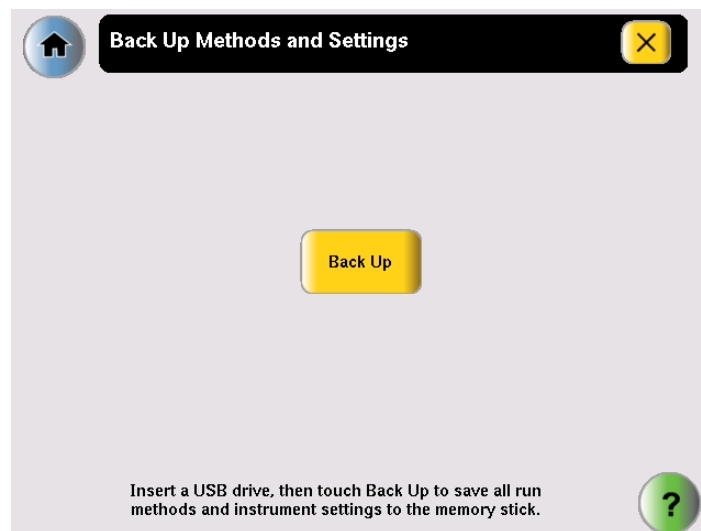 Back Up Methods and Settings
Back Up
Insert a USB drive, then touch Back Up to save all run
methods and instrument settings to the memory stick.
?